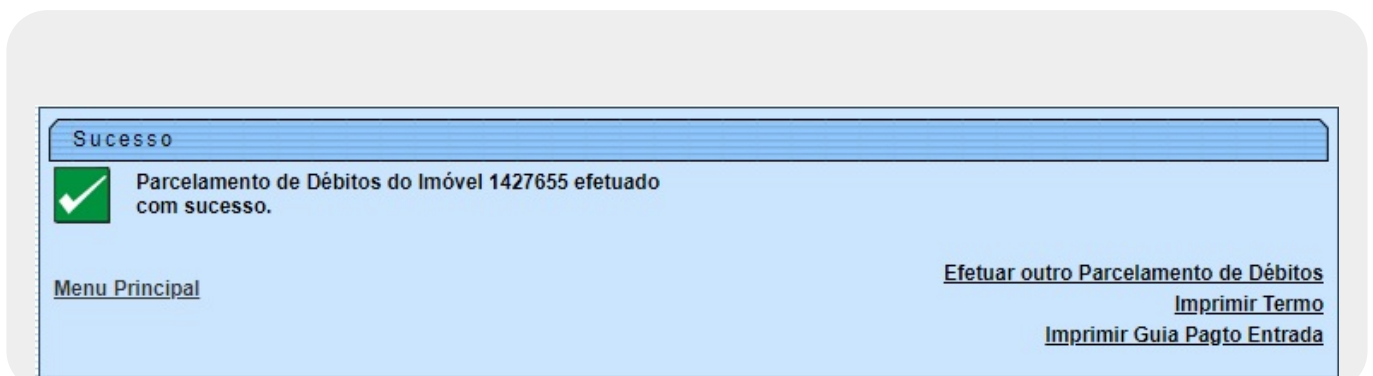 Sucesso
Parcelamento de Débitos do Imóvel 1427655 efetuado
com sucesso.
Menu Principal
Efetuar outro Parcelamento de Débitos
Imprimir Termo
Imprimir Guia Pagto Entrada